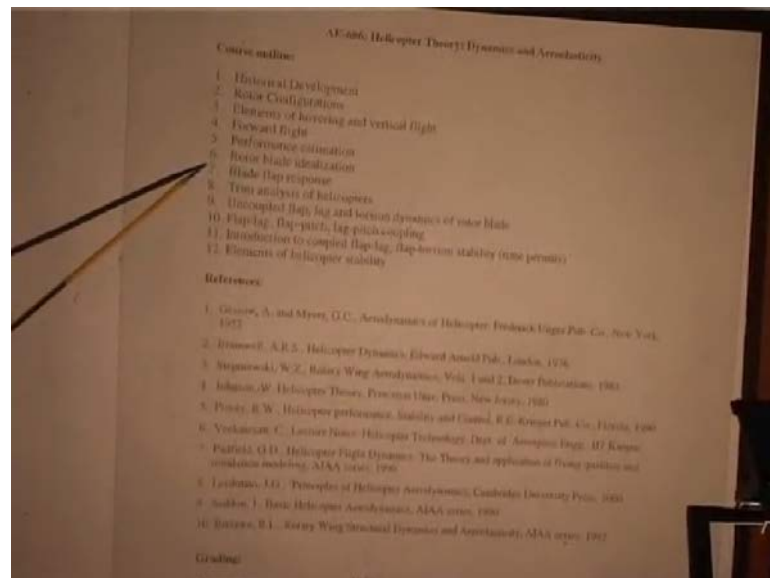 AE-686: Helicopter Theory: Dynamics and Aeroelasticity
Course outline:
1. Historical Development
2. Rotor Configurations
3. Elements of hovering and vertical flight
4. Forward flight
5. Performance estimation
6. Rotor blade idealization
7. Blade flap response
8. Trim analysis of helicopters
9. Uncoupled flap, lag and torsion dynamics of rotor blade
10. Flap-lag, flap-pitch, lag-pitch coupling
11. Introduction to coupled flap-lag, flap-torsion stability (time permits)
12. Elements of helicopter stability
References:
1. Gessow, A. and Myers, G.C., Aerodynamics of Helicopter, Frederick Ungar Pub. Co., New York,
2. Bramwell, A.R.S., Helicopter Dynamics, Edward Arnold Pub., London, 1976
3. Stepniewski, W.Z., Rotary Wing Aerodynamics, Vols. 1 and 2, Dover Publications,
4. Johnson, W. Helicopter Theory, Princeton Univ. Press, New Jersey, 1980
5. Prouty, R.W., Helicopter performance, Stability and Control, R.E. Krieger Pub. Co., Florida, 1990
6. Venkatesan, C., Lecture Notes: Helicopter Technology, Dept. of Aerospace Engg., IIT Kanpur
7. Padfield, G.D., Helicopter Flight Dynamics: The Theory and application of flying qualities and
simulation modeling, AIAA series, 1996
8. Leishman, J.G., Principles of Helicopter Aerodynamics, Cambridge University Press, 2000
9. Seddon, J., Basic Helicopter Aerodynamics, AIAA series, 1990
10. Bielawa, R.L., Rotary Wing Structural Dynamics and Aeroelasticity, AIAA series, 1992
Grading: